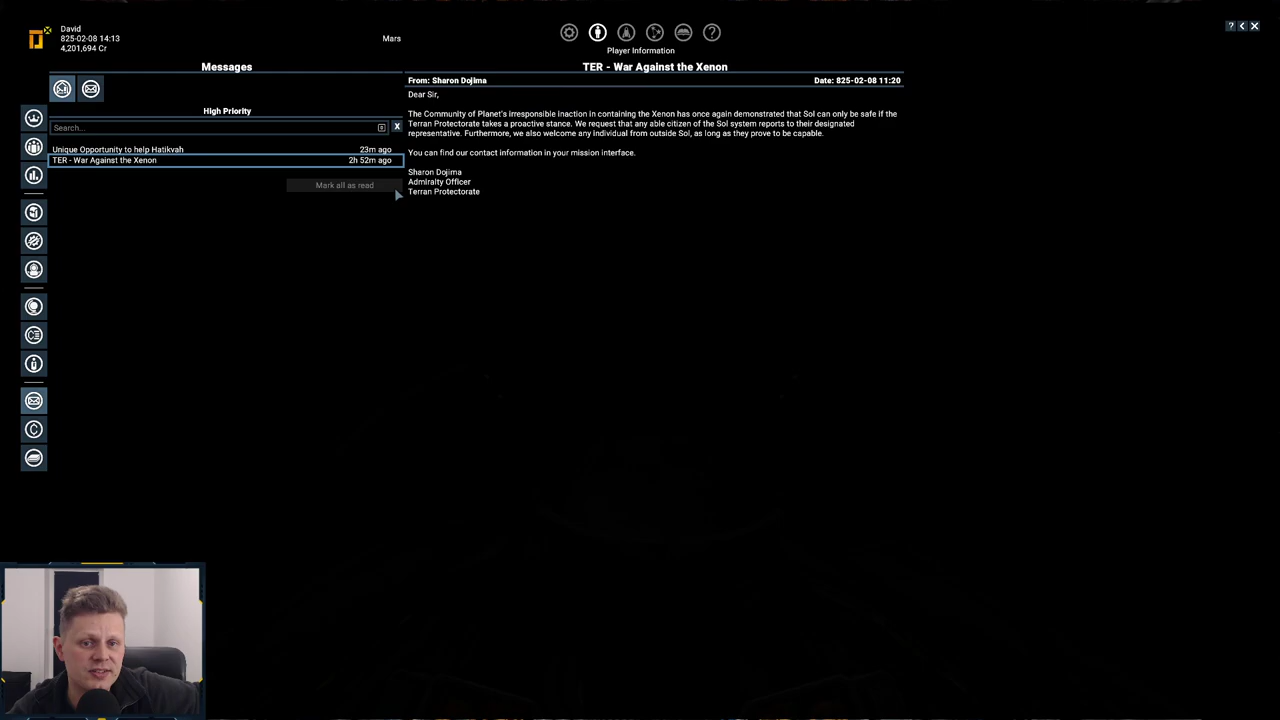 David
825-02-08 14:13
4,201,694 Cr
Mars
Player Information
?
Messages
High Priority
Search...
X
Unique Opportunity to help Hatikvah 23m ago
TER - War Against the Xenon 2h 52m ago
Mark all as read
TER - War Against the Xenon
From: Sharon Dojima Date: 825-02-08 11:20
Dear Sir,
The Community of Planet's irresponsible inaction in containing the Xenon has once again demonstrated that Sol can only be safe if the
Terran Protectorate takes a proactive stance. We request that any able citizen of the Sol system reports to their designated
representative. Furthermore, we also welcome any individual from outside Sol, as long as they prove to be capable.
You can find our contact information in your mission interface.
Sharon Dojima
Admiralty Officer
Terran Protectorate